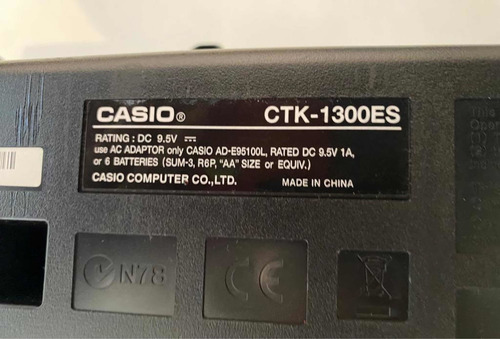 CASIO® CTK-1300ES
RATING : DC 9.5V ⎓
use AC ADAPTOR only CASIO AD-E95100L, RATED DC 9.5V 1A,
or 6 BATTERIES (SUM-3, R6P, "AA" SIZE or EQUIV.)
CASIO COMPUTER CO.,LTD. MADE IN CHINA
N78
CE